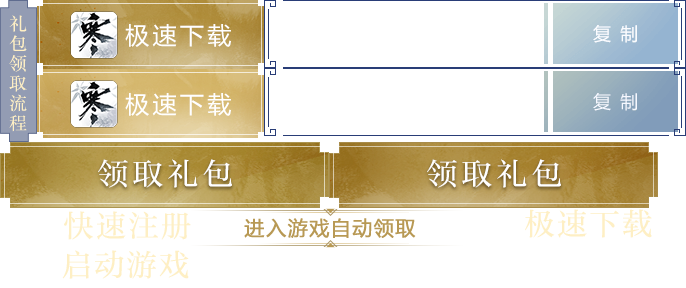 礼包领取流程
寒 极速下载
复制
寒 极速下载
复制
领取礼包
领取礼包
快速注册
进入游戏自动领取
极速下载
启动游戏